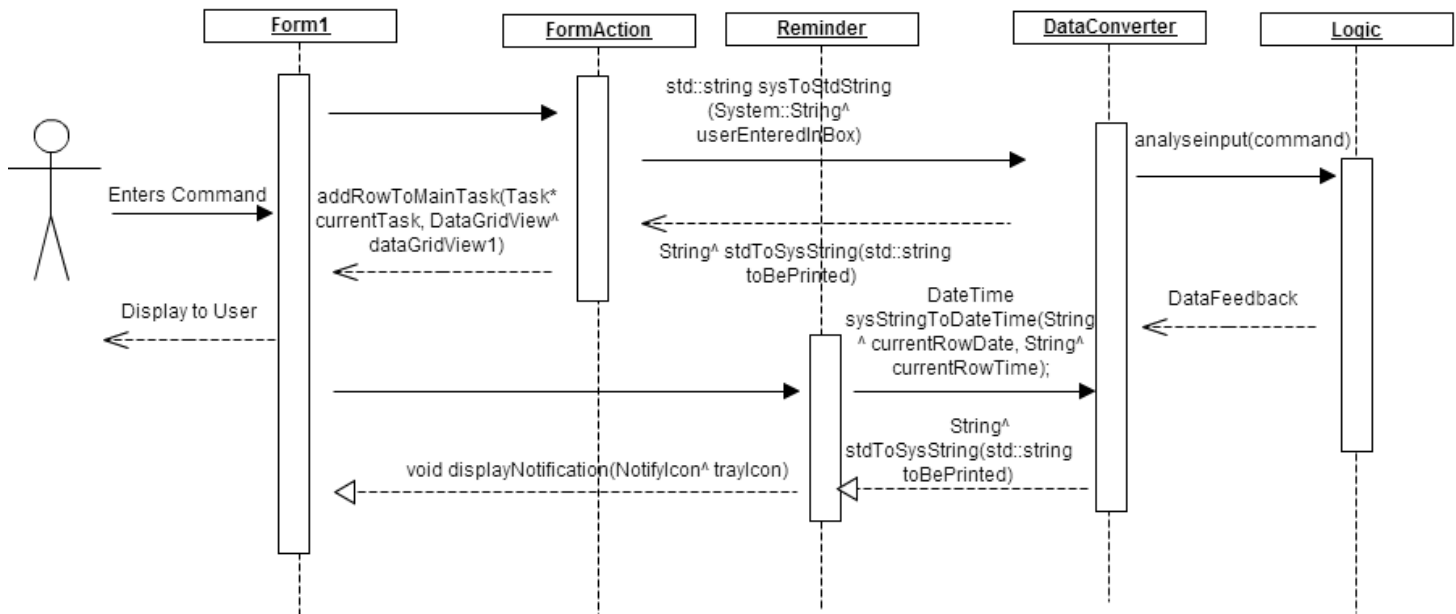 Form1
FormAction
Reminder
DataConverter
Logic
std::string sysToStdString
(System::String^
userEnteredInBox)
analyseinput(command)
Enters Command
addRowToMainTask(Task*
currentTask, DataGridView^
dataGridView1)
String^ stdToSysString(std::string
toBePrinted)
Display to User
DateTime
sysStringToDateTime(String
^ currentRowDate, String^
currentRowTime);
DataFeedback
String^
stdToSysString(std::string
toBePrinted)
void displayNotification(NotifyIcon^ trayIcon)